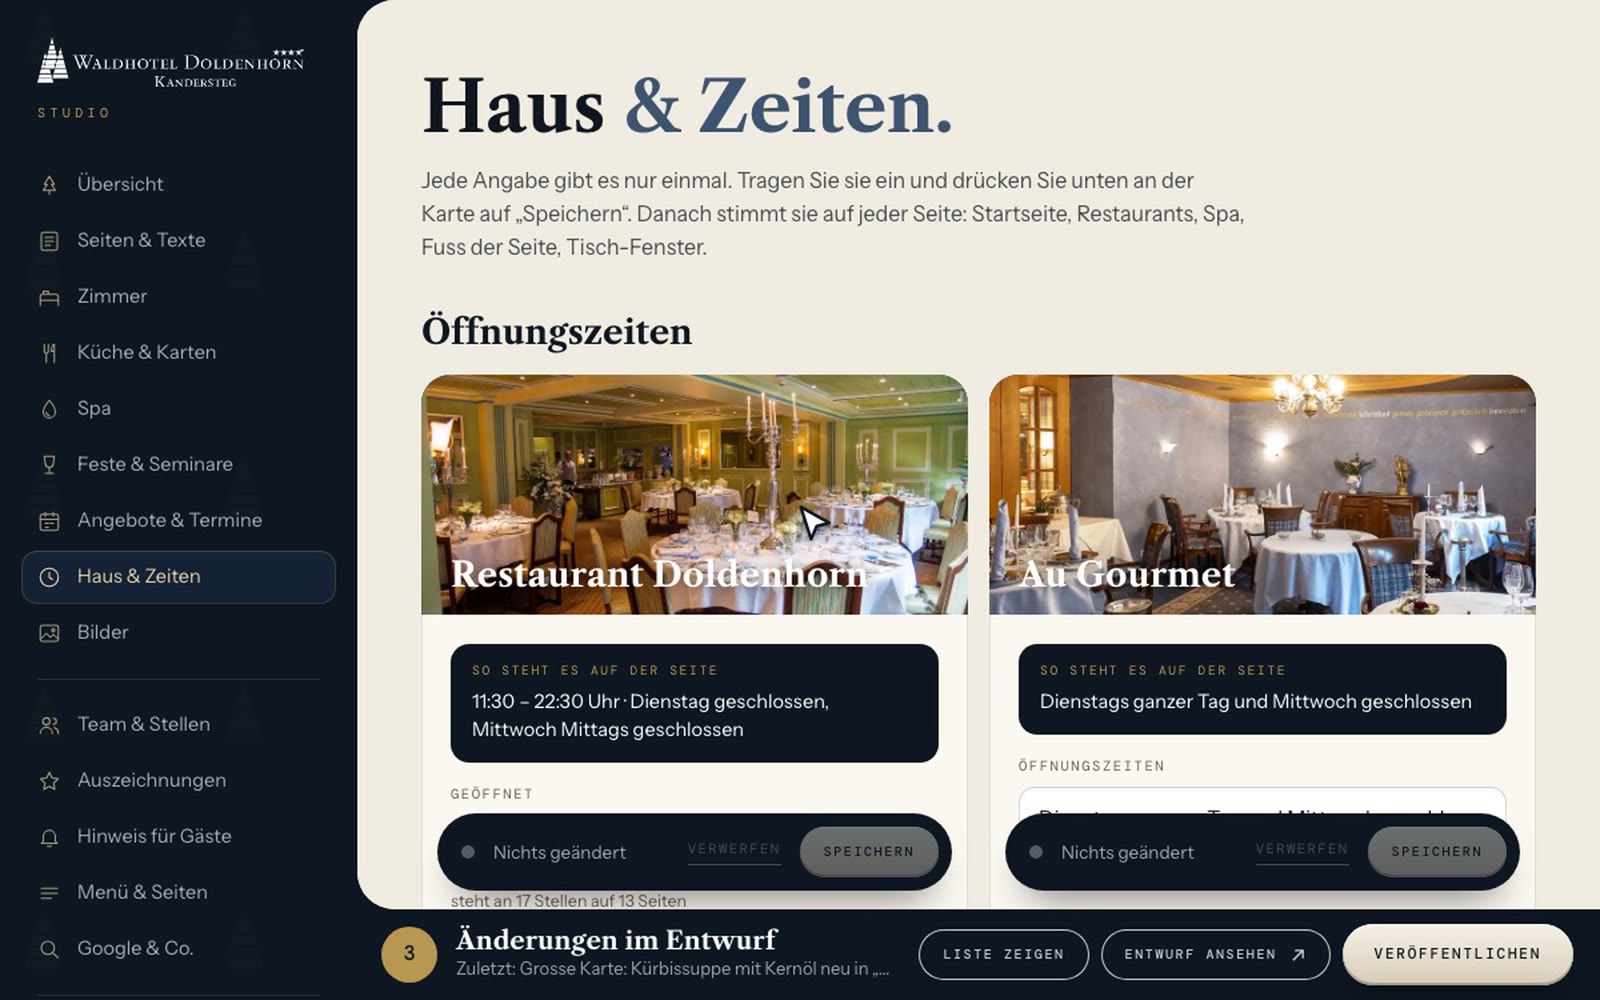 WALDHOTEL DOLDENHORN
KANDERSTEG
STUDIO
Übersicht
Seiten & Texte
Zimmer
Küche & Karten
Spa
Feste & Seminare
Angebote & Termine
Haus & Zeiten
Bilder
Team & Stellen
Auszeichnungen
Hinweis für Gäste
Menü & Seiten
Google & Co.
Haus & Zeiten.
Jede Angabe gibt es nur einmal. Tragen Sie sie ein und drücken Sie unten an der
Karte auf „Speichern“. Danach stimmt sie auf jeder Seite: Startseite, Restaurants, Spa,
Fuss der Seite, Tisch-Fenster.
Öffnungszeiten
Restaurant Doldenhorn
SO STEHT ES AUF DER SEITE
11:30 – 22:30 Uhr · Dienstag geschlossen,
Mittwoch Mittags geschlossen
GEÖFFNET
Nichts geändert
VERWERFEN
SPEICHERN
steht an 17 Stellen auf 13 Seiten
Au Gourmet
SO STEHT ES AUF DER SEITE
Dienstags ganzer Tag und Mittwoch geschlossen
ÖFFNUNGSZEITEN
Nichts geändert
VERWERFEN
SPEICHERN
3
Änderungen im Entwurf
Zuletzt: Grosse Karte: Kürbissuppe mit Kernöl neu in „…
LISTE ZEIGEN
ENTWURF ANSEHEN
VERÖFFENTLICHEN